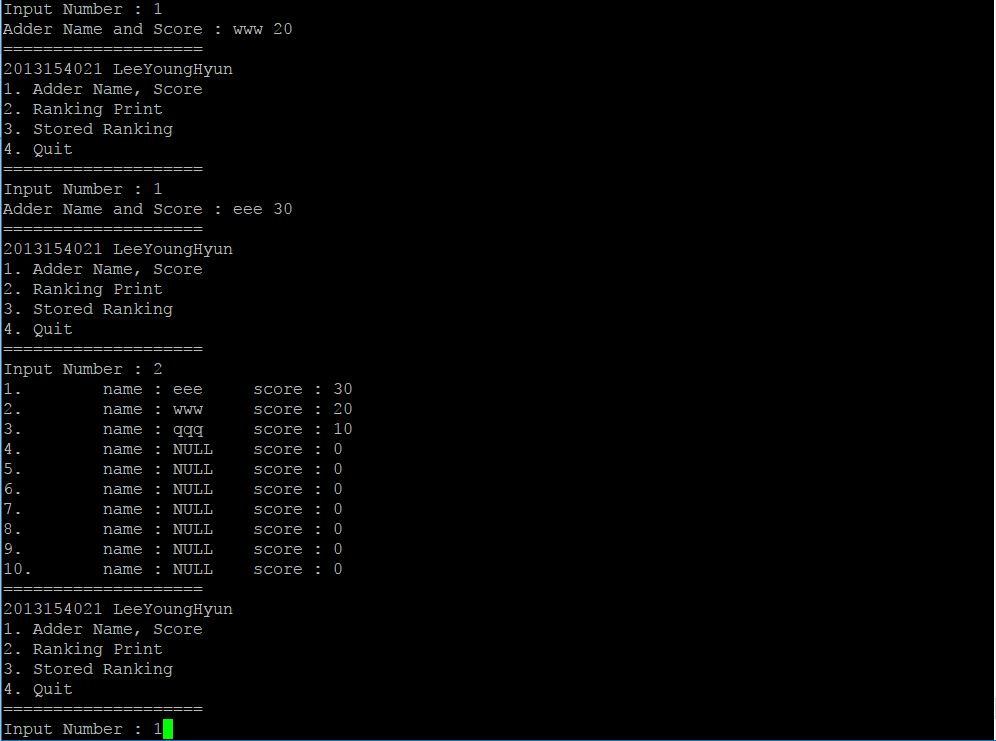 Input Number : 1
Adder Name and Score : www 20
====================
2013154021 LeeYoungHyun
1. Adder Name, Score
2. Ranking Print
3. Stored Ranking
4. Quit
====================
Input Number : 1
Adder Name and Score : eee 30
====================
2013154021 LeeYoungHyun
1. Adder Name, Score
2. Ranking Print
3. Stored Ranking
4. Quit
====================
Input Number : 2
1.        name : eee     score : 30
2.        name : www     score : 20
3.        name : qqq     score : 10
4.        name : NULL    score : 0
5.        name : NULL    score : 0
6.        name : NULL    score : 0
7.        name : NULL    score : 0
8.        name : NULL    score : 0
9.        name : NULL    score : 0
10.       name : NULL    score : 0
====================
2013154021 LeeYoungHyun
1. Adder Name, Score
2. Ranking Print
3. Stored Ranking
4. Quit
====================
Input Number : 1